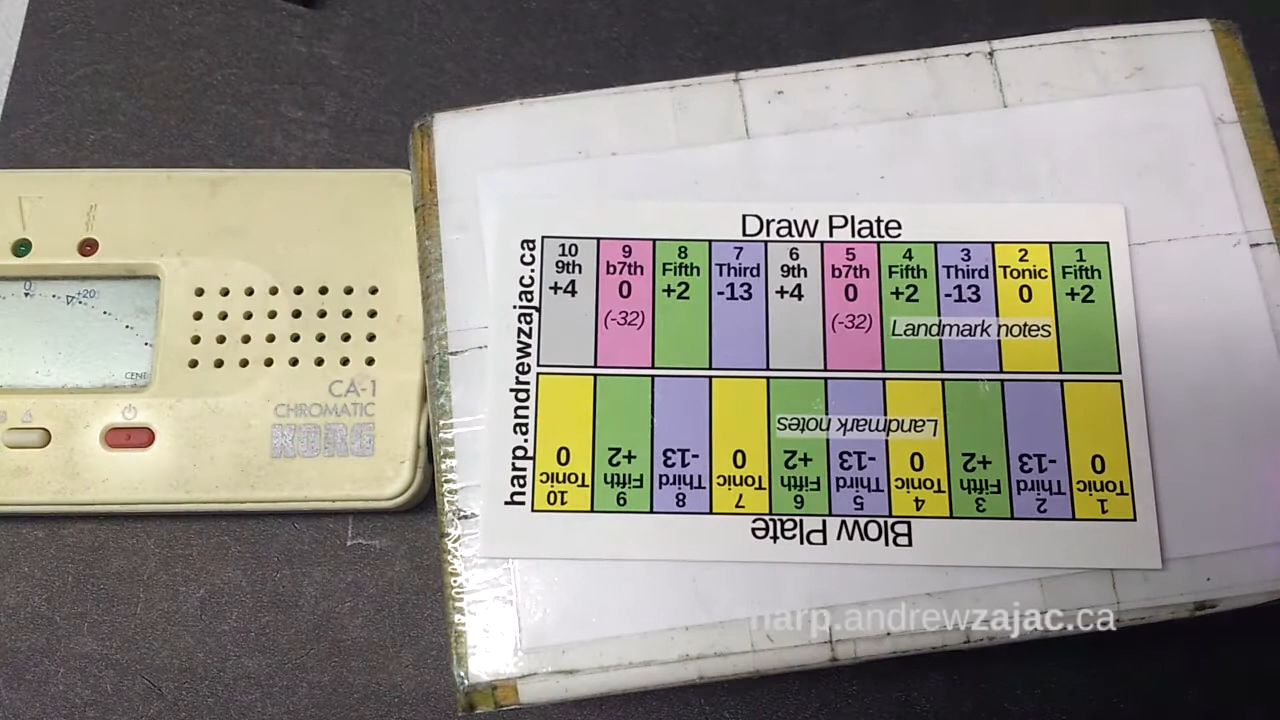 0
+20
CENT
CA-1
CHROMATIC
KORG
harp.andrewzajac.ca
Draw Plate
10 9 8 7 6 5 4 3 2 1
9th b7th Fifth Third 9th b7th Fifth Third Tonic Fifth
+4 0 +2 -13 +4 0 +2 -13 0 +2
(-32) (-32)
Landmark notes
Blow Plate
1 2 3 4 5 6 7 8 9 10
Tonic Third Fifth Tonic Third Fifth Tonic Third Fifth Tonic
0 -13 +2 0 -13 +2 0 -13 +2 0
Landmark notes
harp.andrewzajac.ca